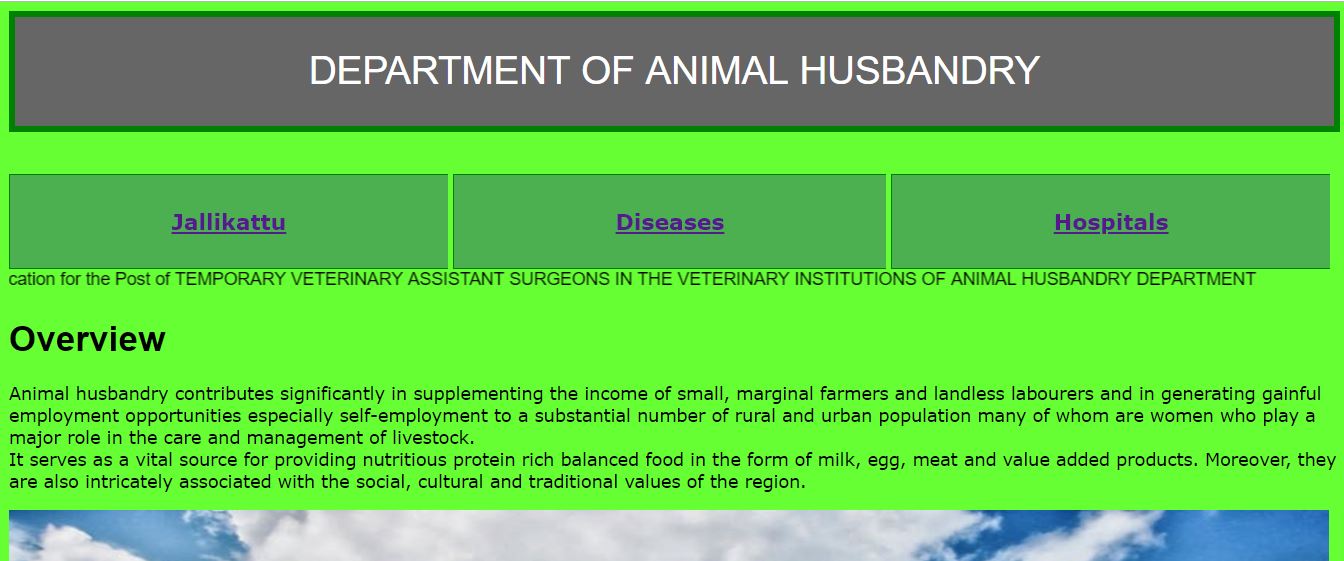 DEPARTMENT OF ANIMAL HUSBANDRY
Jallikattu
Diseases
Hospitals
cation for the Post of TEMPORARY VETERINARY ASSISTANT SURGEONS IN THE VETERINARY INSTITUTIONS OF ANIMAL HUSBANDRY DEPARTMENT
Overview
Animal husbandry contributes significantly in supplementing the income of small, marginal farmers and landless labourers and in generating gainful
employment opportunities especially self-employment to a substantial number of rural and urban population many of whom are women who play a
major role in the care and management of livestock.
It serves as a vital source for providing nutritious protein rich balanced food in the form of milk, egg, meat and value added products. Moreover, they
are also intricately associated with the social, cultural and traditional values of the region.